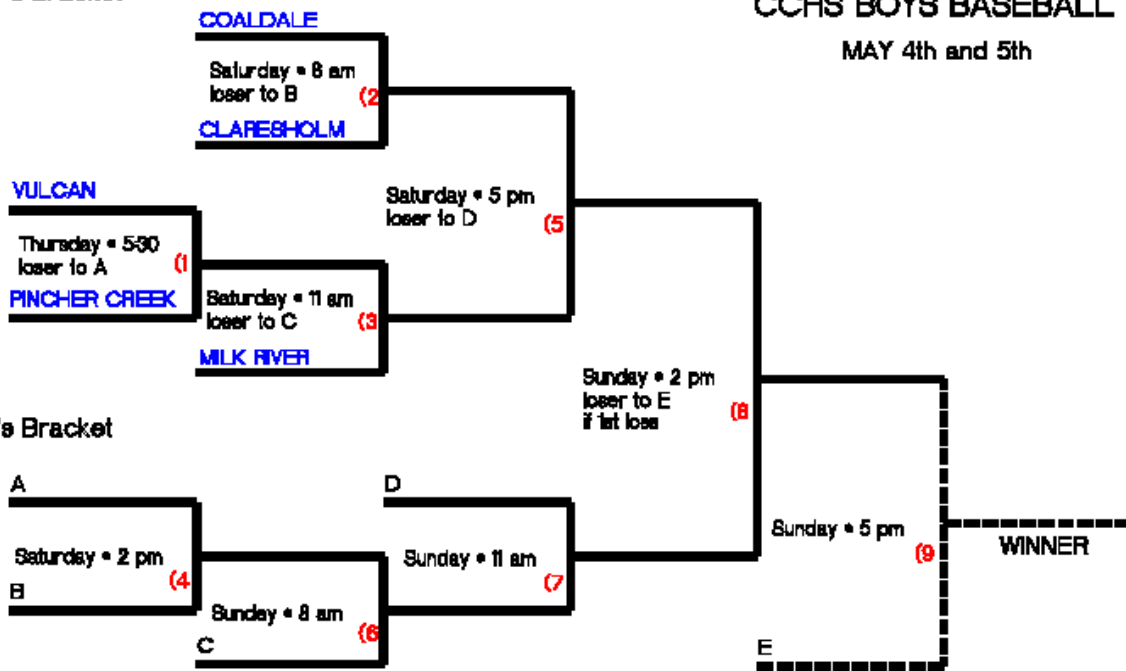 CCHS BOYS BASEBALL
MAY 4th and 5th
COALDALE
Saturday • 8 am
loser to B
(2
CLARESHOLM
VULCAN
Thursday • 5:30
loser to A
(1
PINCHER CREEK
Saturday • 5 pm
loser to D
(5
Saturday • 11 am
loser to C
(3
MILK RIVER
Sunday • 2 pm
loser to E
if 1st loss
(8
's Bracket
A
Saturday • 2 pm
(4
B
D
Sunday • 11 am
(7
Sunday • 8 am
(6
C
Sunday • 5 pm
(9
WINNER
E